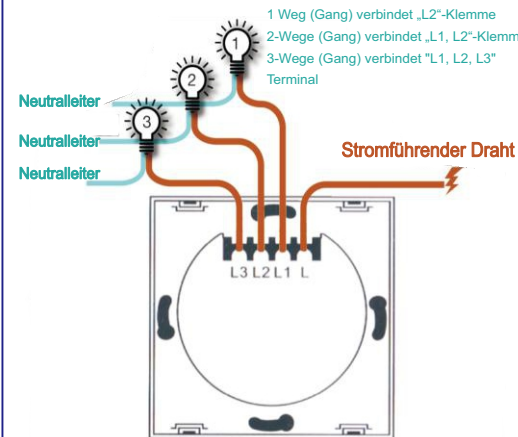 1 Weg (Gang) verbindet „L2“-Klemme
2-Wege (Gang) verbindet „L1, L2“-Klemm
3-Wege (Gang) verbindet "L1, L2, L3"
Terminal
1
2
3
Neutralleiter
Neutralleiter
Neutralleiter
Stromführender Draht
L3 L2 L1 L